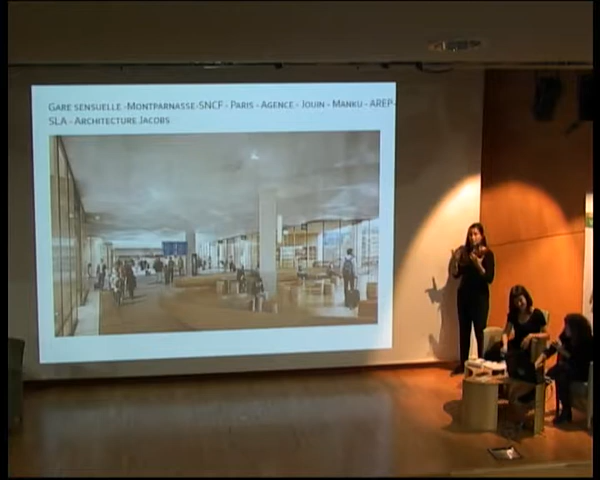 GARE SENSUELLE -MONTPARNASSE-SNCF - PARIS - AGENCE - JOUIN - MANKU - AREP-
SLA - ARCHITECTURE JACOBS